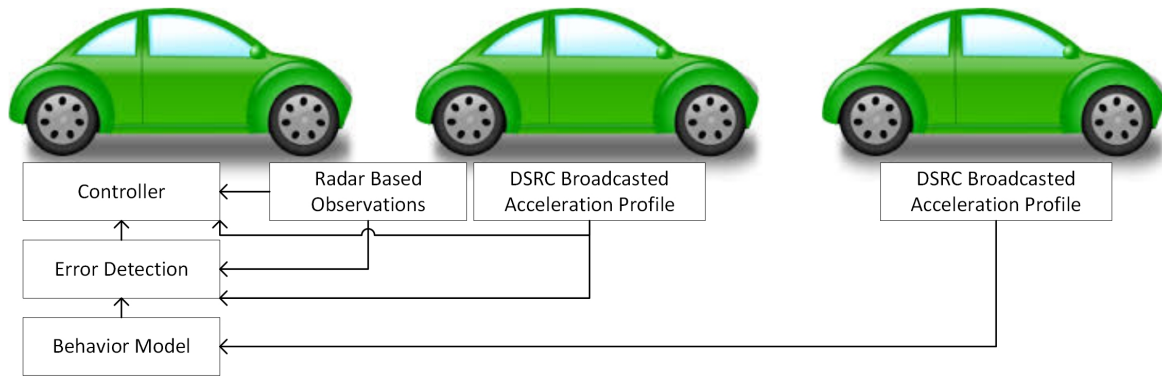 Controller
Radar Based
Observations
DSRC Broadcasted
Acceleration Profile
DSRC Broadcasted
Acceleration Profile
Error Detection
Behavior Model